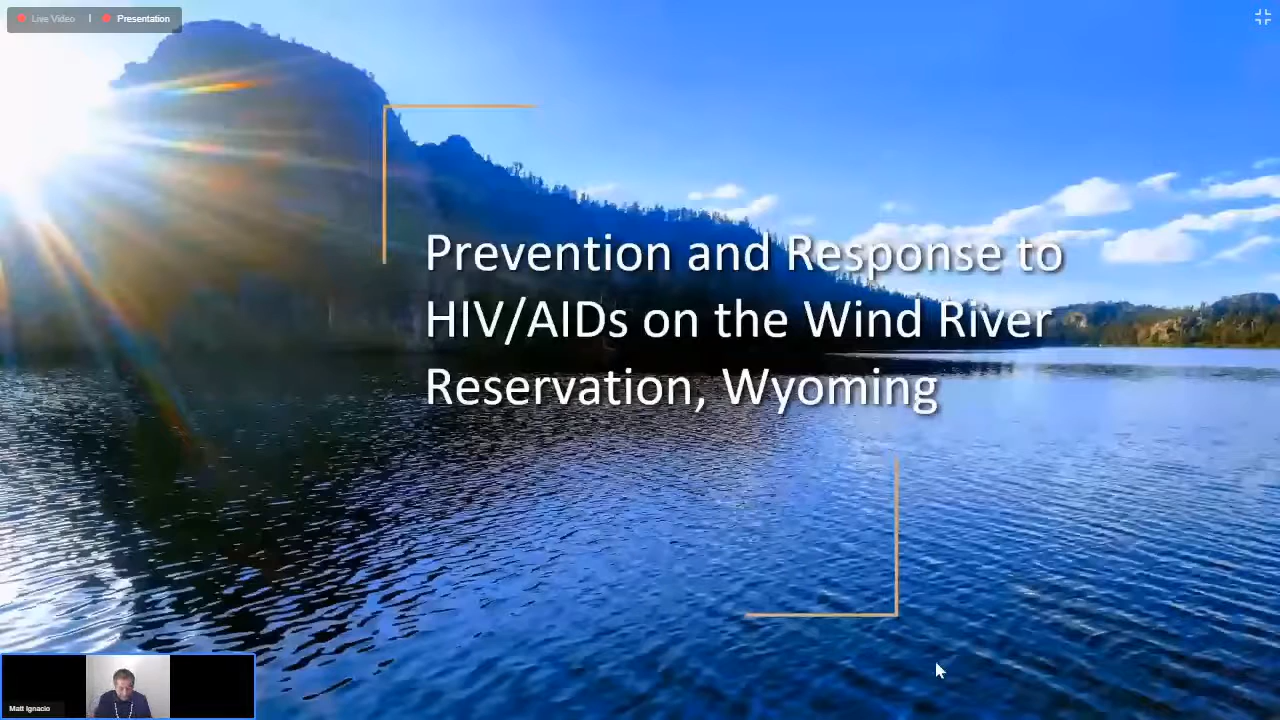 Live Video | Presentation
Prevention and Response to
HIV/AIDs on the Wind River
Reservation, Wyoming
Matt Ignacio